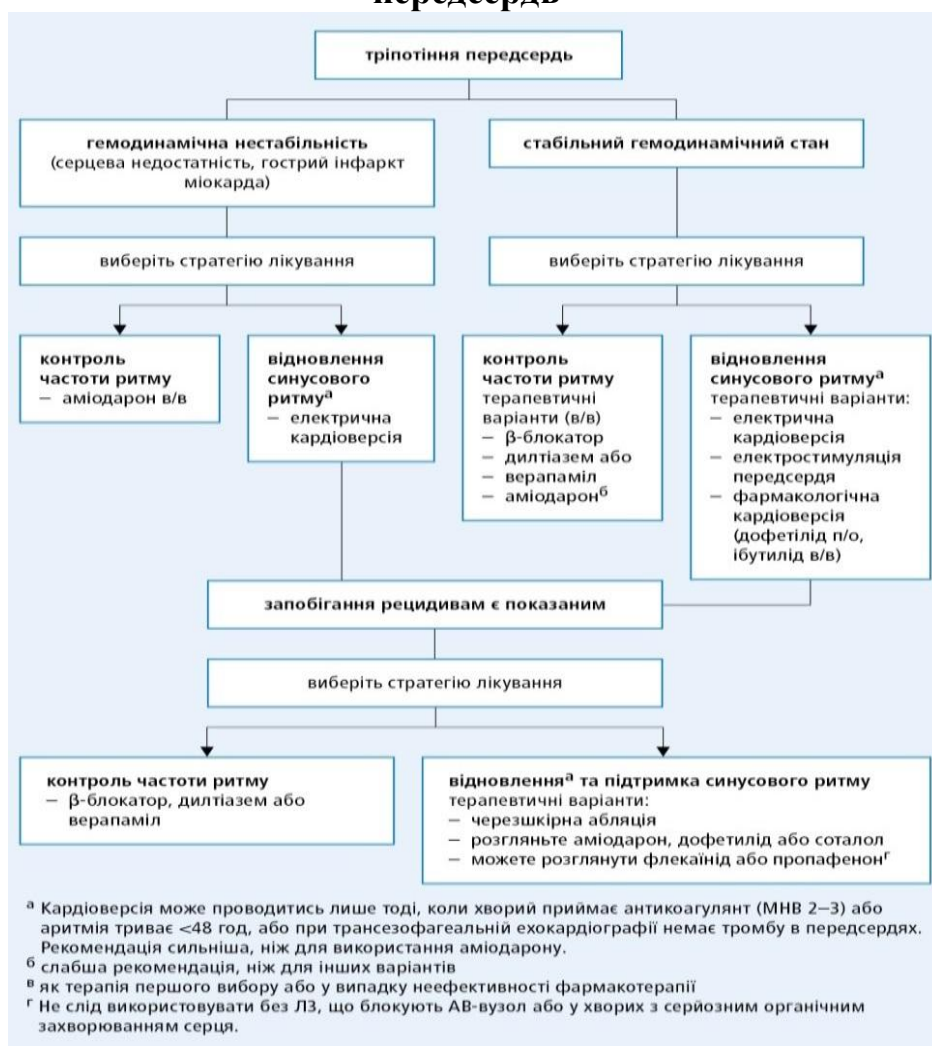 передсердь
тріпотіння передсердь
гемодинамічна нестабільність
(серцева недостатність, гострий інфаркт
міокарда)
стабільний гемодинамічний стан
виберіть стратегію лікування
виберіть стратегію лікування
контроль
частоти ритму
– аміодарон в/в
відновлення
синусового
ритмуᵃ
– електрична
кардіоверсія
контроль
частоти ритму
терапевтичні
варіанти (в/в)
– β-блокатор
– дилтіазем або
– верапаміл
– аміодаронᵇ
відновлення
синусового ритмуᵃ
терапевтичні варіанти:
– електрична
кардіоверсія
– електростимуляція
передсердя
– фармакологічна
кардіоверсія
(дофетілід п/о,
ібутилід в/в)
запобігання рецидивам є показаним
виберіть стратегію лікування
контроль частоти ритму
– β-блокатор, дилтіазем або
верапаміл
відновленняᵃ та підтримка синусового ритму
терапевтичні варіанти:
– черезшкірна абляція
– розгляньте аміодарон, дофетилід або соталол
– можете розглянути флекаїнід або пропафенонᴦ
а Кардіоверсія може проводитись лише тоді, коли хворий приймає антикоагулянт (МНВ 2–3) або
аритмія триває <48 год, або при трансезофагеальній ехокардіографії немає тромбу в передсердях.
Рекомендація сильніша, ніж для використання аміодарону.
б слабша рекомендація, ніж для інших варіантів
в як терапія першого вибору або у випадку неефективності фармакотерапії
г Не слід використовувати без ЛЗ, що блокують АВ-вузол або у хворих з серйозним органічним
захворюванням серця.